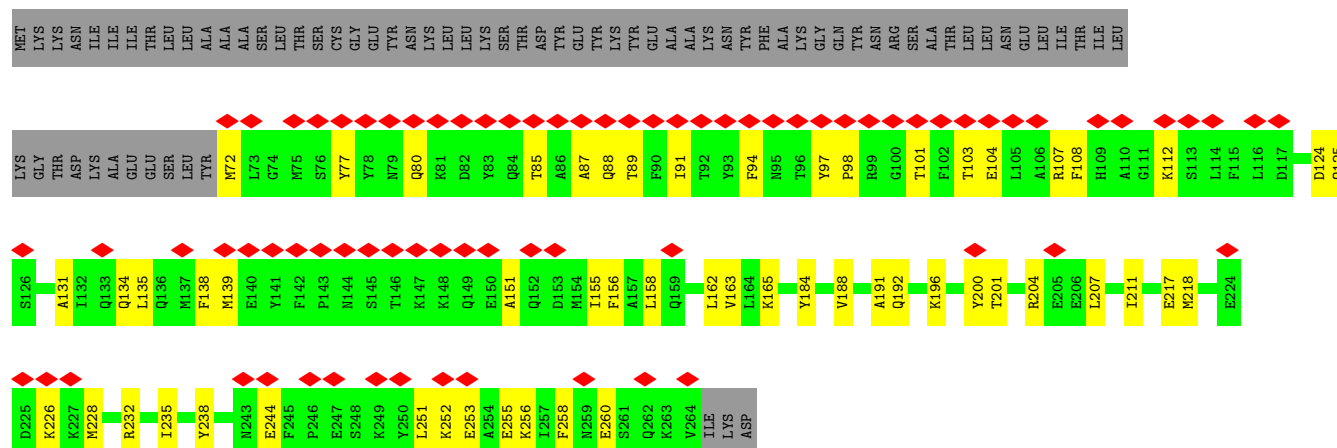 MET LYS LYS ASN ILE ILE ILE THR LEU LEU ALA ALA ALA SER LEU THR SER CYS GLY GLU TYR ASN LYS LEU LEU LYS SER THR ASP TYR GLU TYR LYS TYR GLU ALA ALA LYS ASN TYR PHE ALA LYS GLY GLN TYR ASN ARG SER ALA THR LEU LEU ASN GLU LEU ILE THR ILE LEU
LYS GLY THR ASP LYS ALA GLU GLU SER LEU TYR M72 L73 G74 M75 S76 Y77 Y78 N79 Q80 K81 D82 Y83 Q84 T85 A86 A87 Q88 T89 F90 I91 T92 Y93 F94 N95 T96 Y97 P98 R99 G100 T101 F102 T103 E104 L105 A106 R107 F108 H109 A110 G111 K112 S113 L114 F115 L116 D117 D124
S126 A131 I132 Q133 Q134 L135 Q136 M137 F138 M139 E140 Y141 F142 P143 N144 S145 T146 K147 K148 Q149 E150 A151 Q152 D153 M154 I155 F156 A157 L158 Q159 L162 V163 L164 K165 Y184 V188 A191 Q192 K196 Y200 T201 R204 E205 E206 L207 I211 E217 M218 E224
D225 K226 K227 M228 R232 I235 Y238 N243 E244 F245 P246 E247 S248 K249 Y250 L251 K252 E253 A254 E255 K256 I257 F258 N259 E260 S261 Q262 K263 V264 ILE LYS ASP